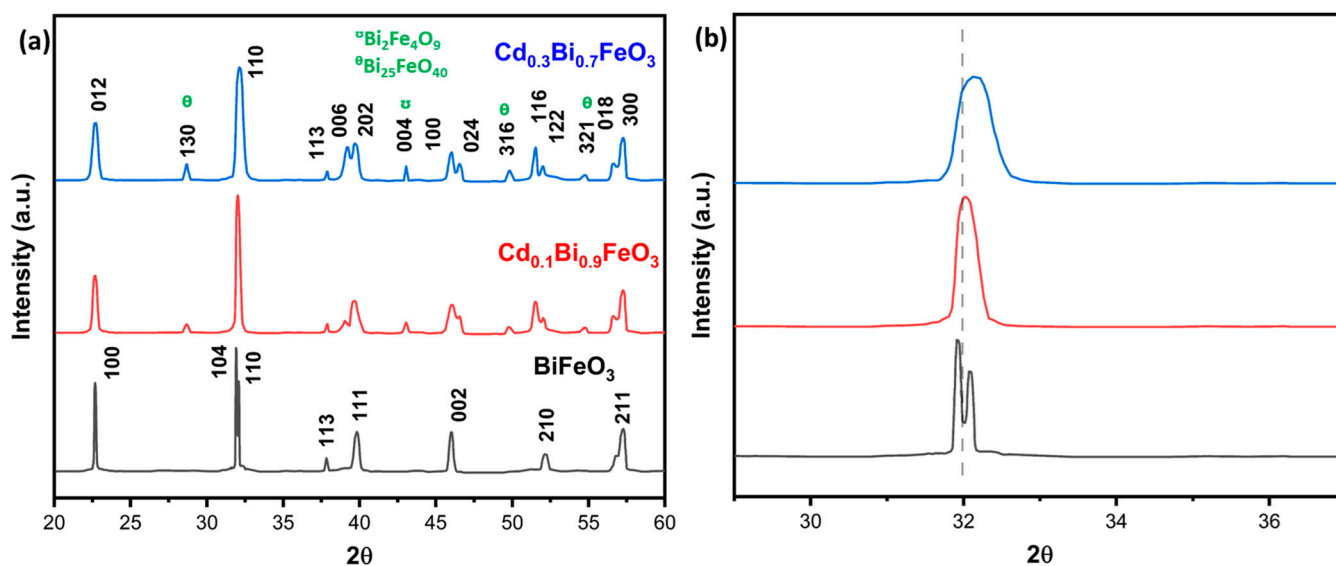 (a)
ᴽBi₂Fe₄O₉
θBi₂₅FeO₄₀
Cd₀.₃Bi₀.₇FeO₃
012
θ
130
110
113
006
202
ᴽ
004
100
024
θ
316
116
122
θ
321
018
300
Cd₀.₁Bi₀.₉FeO₃
BiFeO₃
100
104
110
113
111
002
210
211
Intensity (a.u.)
20 25 30 35 40 45 50 55 60
2θ
(b)
Intensity (a.u.)
30 32 34 36
2θ